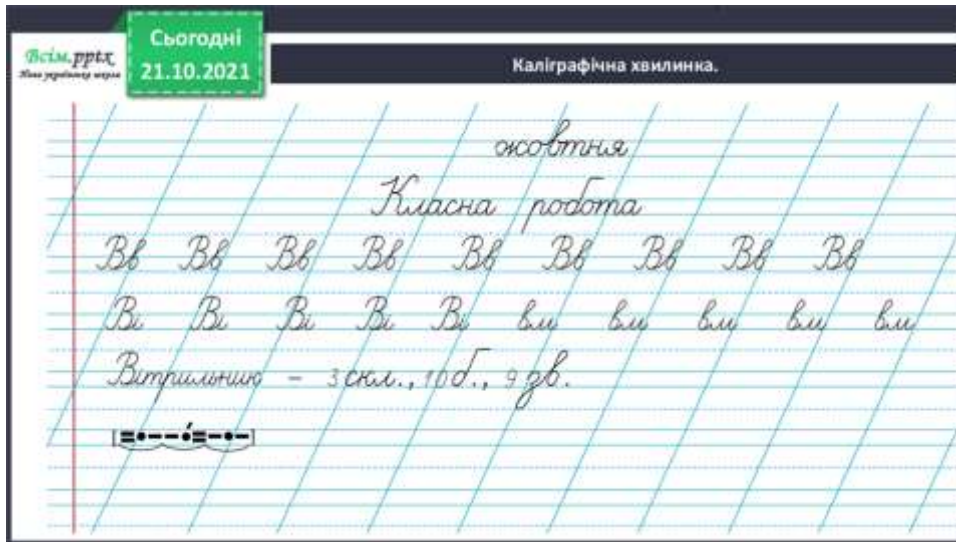 Сьогодні
21.10.2021
Всім.pptx
Нова українська школа
Каліграфічна хвилинка.
жовтня
Класна робота
Вв Вв Вв Вв Вв Вв Вв Вв Вв
Ві Ві Ві Ві Ві ви ви ви ви ви
Вітрильник – 3 скл., 10 б., 9 зв.